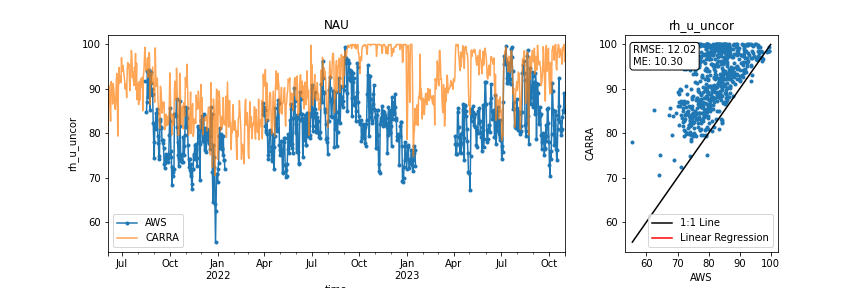 NAU
rh_u_uncor
100
90
80
70
60
rh_u_uncor
AWS
CARRA
Jul
Oct
Jan
2022
Apr
Jul
Oct
Jan
2023
Apr
Jul
Oct
time
rh_u_uncor
RMSE: 12.02
ME: 10.30
100
90
80
70
60
CARRA
1:1 Line
Linear Regression
60
70
80
90
100
AWS